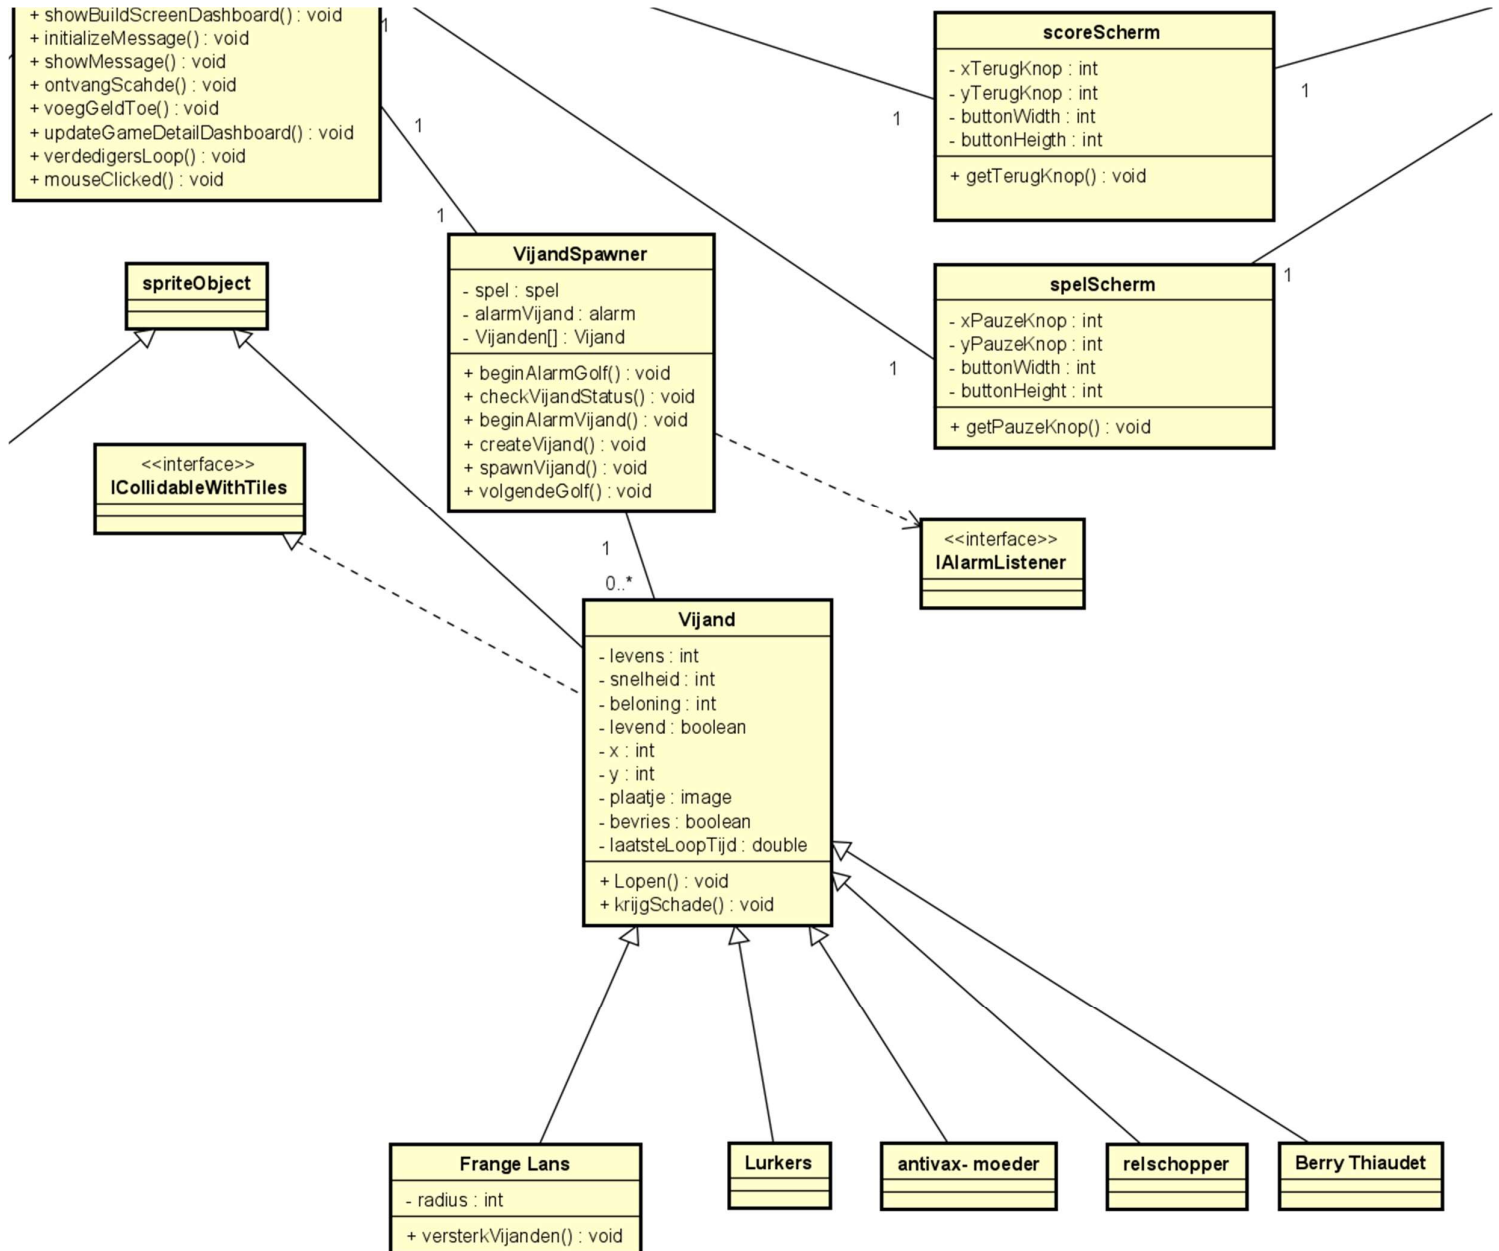 + showBuildScreenDashboard() : void
+ initializeMessage() : void
+ showMessage() : void
+ ontvangScahde() : void
+ voegGeldToe() : void
+ updateGameDetailDashboard() : void
+ verdedigersLoop() : void
+ mouseClicked() : void
1
1
1
scoreScherm
- xTerugKnop : int
- yTerugKnop : int
- buttonWidth : int
- buttonHeigth : int
+ getTerugKnop() : void
1
1
spriteObject
VijandSpawner
- spel : spel
- alarmVijand : alarm
- Vijanden[] : Vijand
+ beginAlarmGolf() : void
+ checkVijandStatus() : void
+ beginAlarmVijand() : void
+ createVijand() : void
+ spawnVijand() : void
+ volgendeGolf() : void
spelScherm
- xPauzeKnop : int
- yPauzeKnop : int
- buttonWidth : int
- buttonHeight : int
+ getPauzeKnop() : void
1
1
<<interface>>
ICollidableWithTiles
<<interface>>
IAlarmListener
1
0..*
Vijand
- levens : int
- snelheid : int
- beloning : int
- levend : boolean
- x : int
- y : int
- plaatje : image
- bevries : boolean
- laatsteLoopTijd : double
+ Lopen() : void
+ krijgSchade() : void
Frange Lans
- radius : int
+ versterkVijanden() : void
Lurkers
antivax- moeder
relschopper
Berry Thiaudet